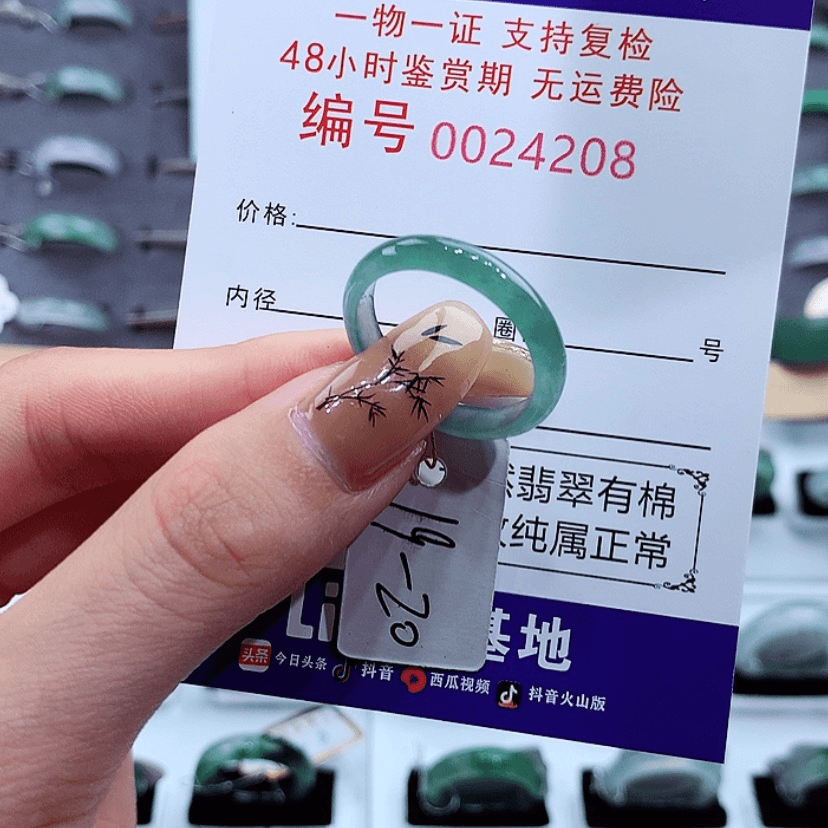 一物一证 支持复检
48小时鉴赏期 无运费险
编号 0024208
价格:
内径 圈 号
翡翠有棉
纯属正常
19-20
Li 基地
头条 今日头条 抖音 西瓜视频 抖音火山版